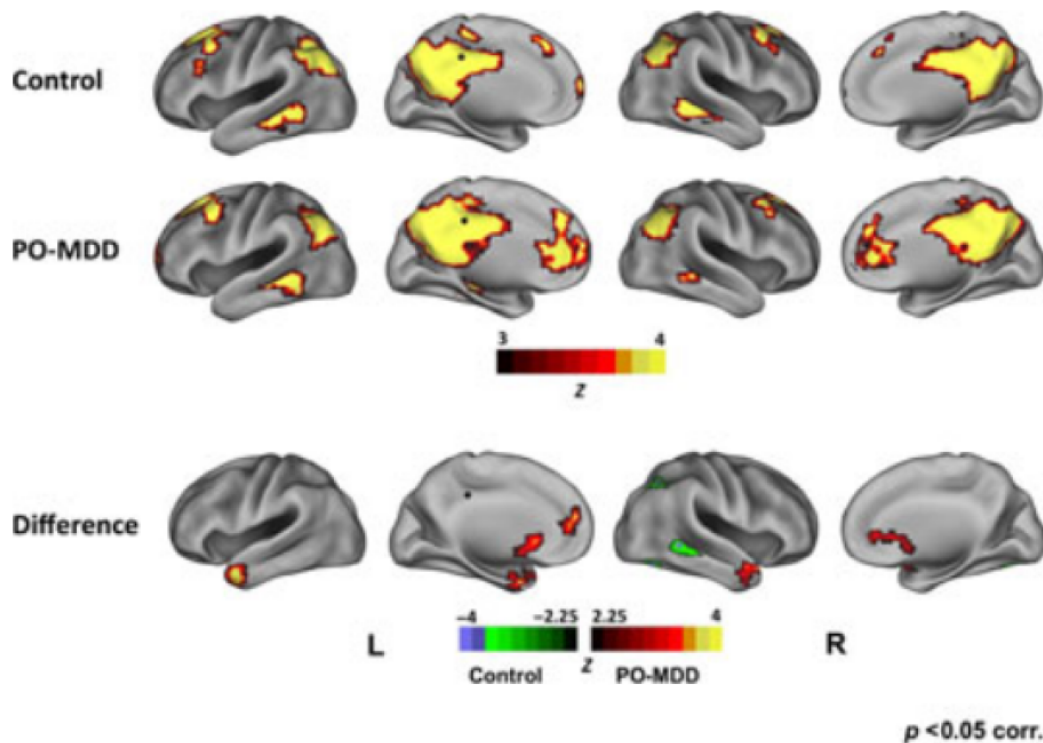 Control
PO-MDD
3 4
Z
Difference
−4 −2.25 2.25 4
L R
Control Z PO-MDD
p <0.05 corr.